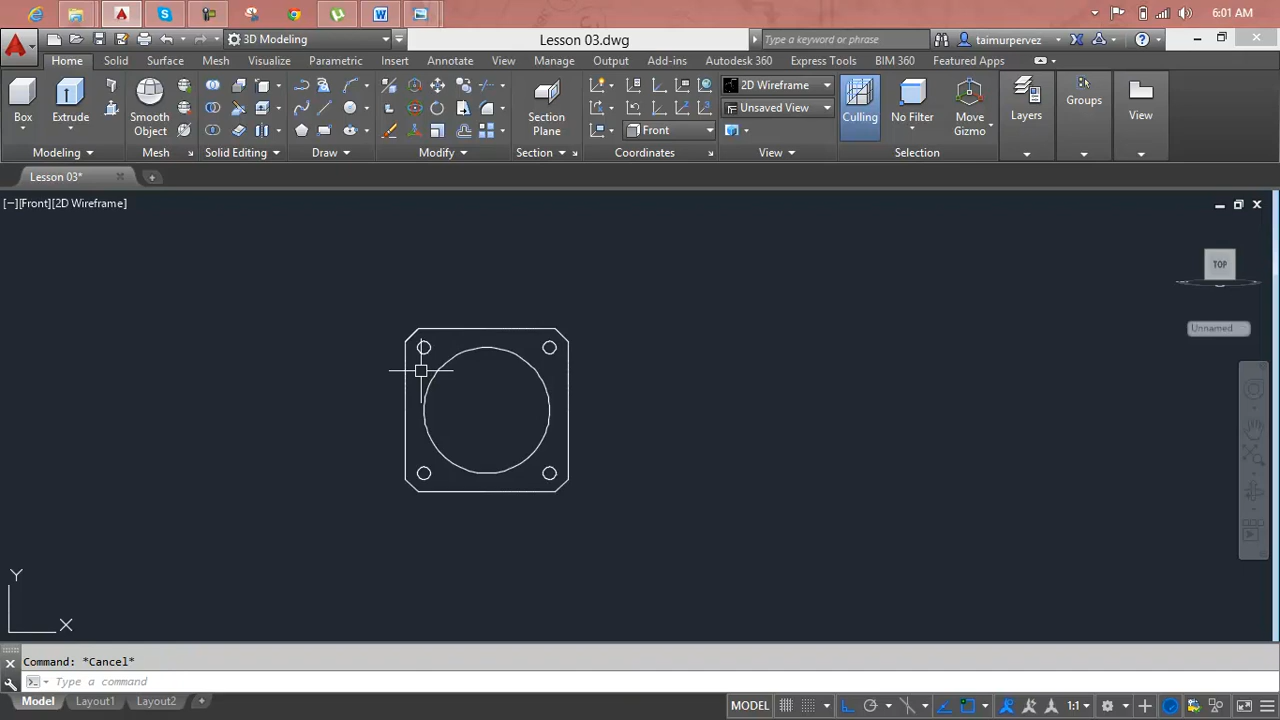 6:01 AM
3D Modeling
Lesson 03.dwg
Type a keyword or phrase
taimurpervez
Home Solid Surface Mesh Visualize Parametric Insert Annotate View Manage Output Add-ins Autodesk 360 Express Tools BIM 360 Featured Apps
2D Wireframe
Unsaved View
Front
Box
Extrude
Smooth
Object
Section
Plane
Culling
No Filter
Move
Gizmo
Layers
Groups
View
Modeling Mesh Solid Editing Draw Modify Section Coordinates View Selection
Lesson 03*
[−][Front][2D Wireframe]
TOP
Unnamed
Y
X
Command: *Cancel*
Type a command
Model Layout1 Layout2
MODEL
1:1